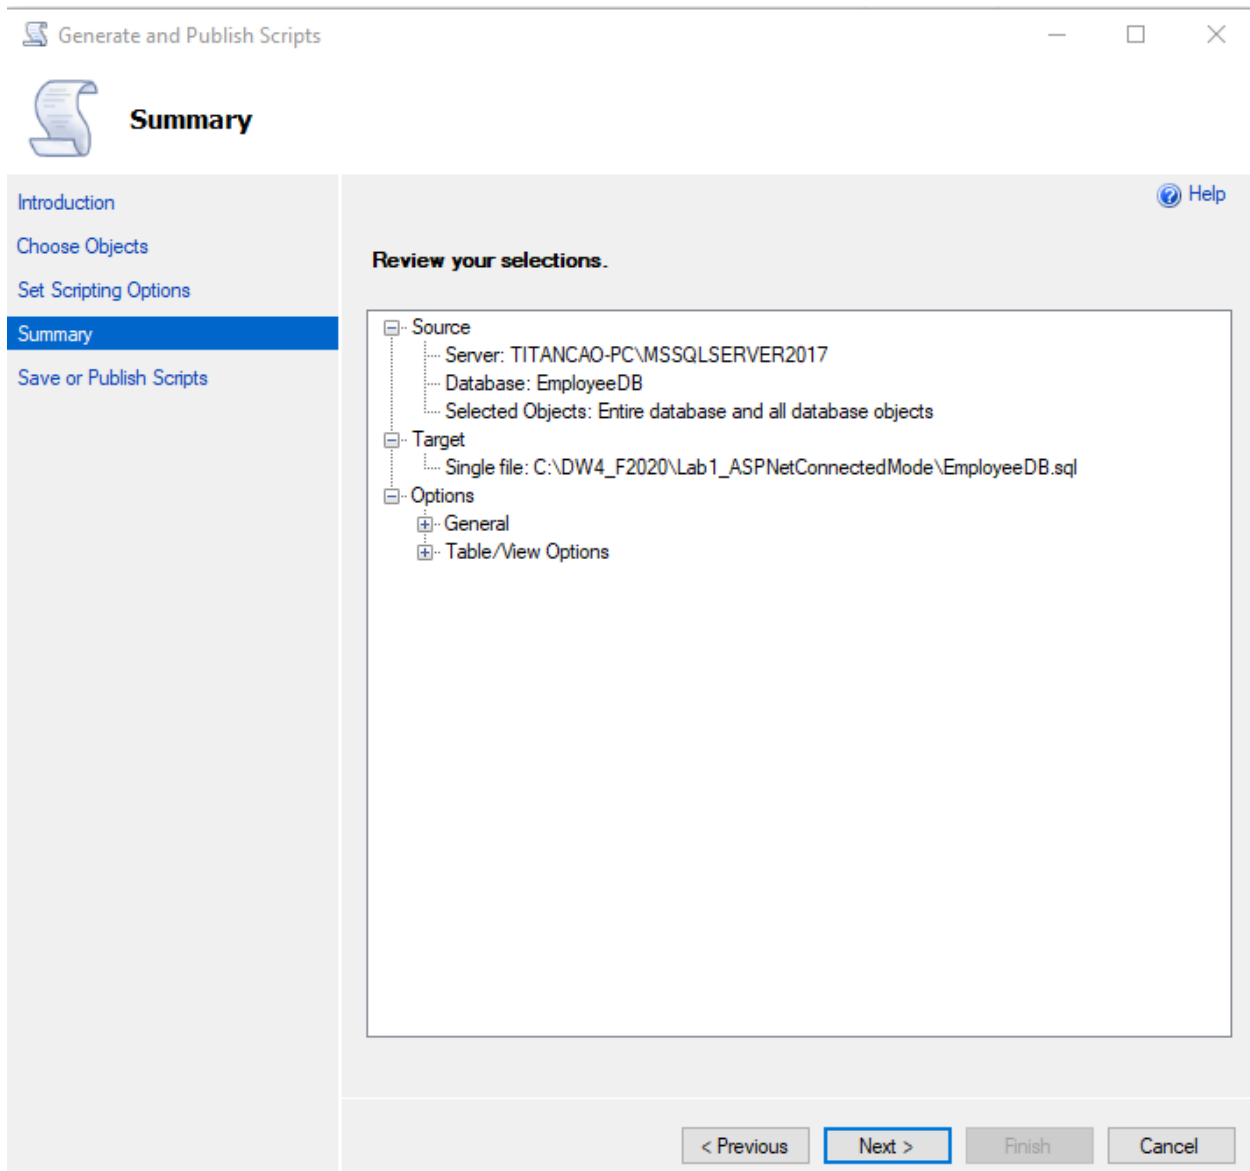 Generate and Publish Scripts
Summary
Introduction
Choose Objects
Set Scripting Options
Summary
Save or Publish Scripts
Help
Review your selections.
Source
Server: TITANCAO-PC\MSSQLSERVER2017
Database: EmployeeDB
Selected Objects: Entire database and all database objects
Target
Single file: C:\DW4_F2020\Lab1_ASPNetConnectedMode\EmployeeDB.sql
Options
General
Table/View Options
< Previous
Next >
Finish
Cancel